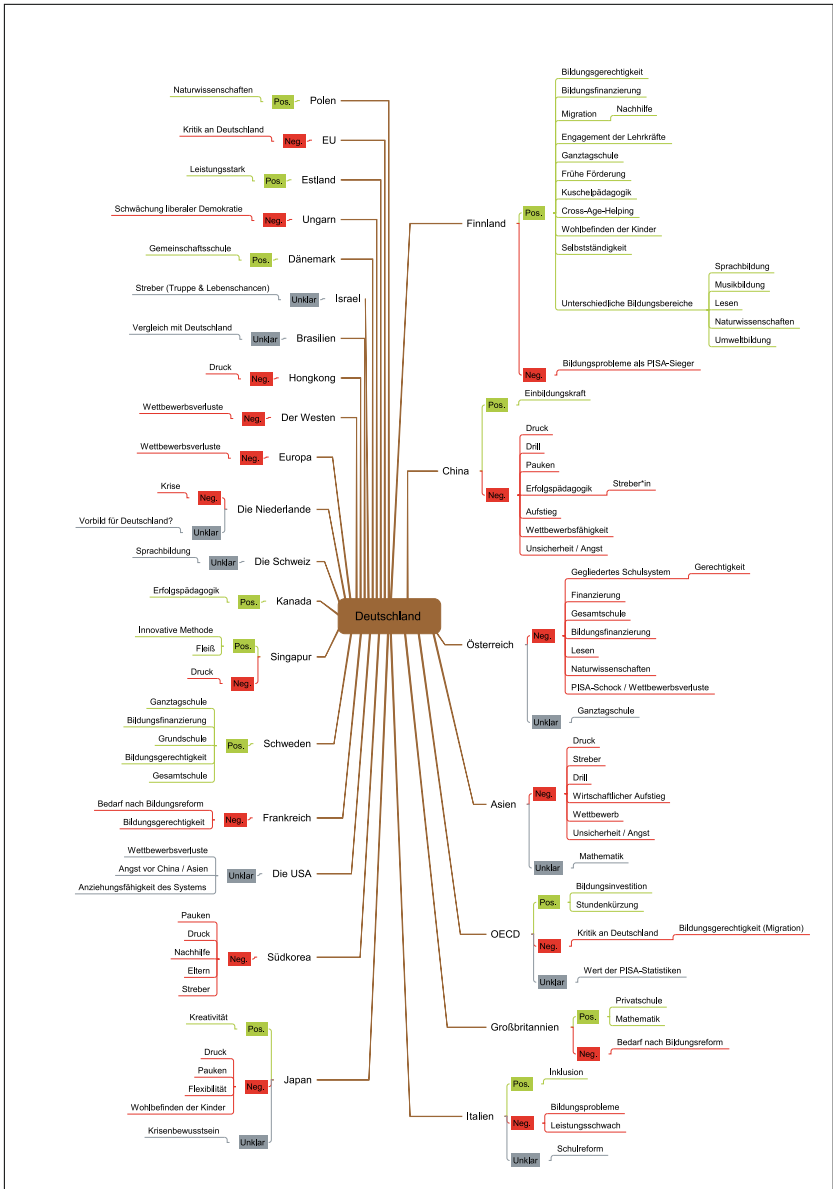 Deutschland
Naturwissenschaften
Pos.
Polen
Kritik an Deutschland
Neg.
EU
Leistungsstark
Pos.
Estland
Schwächung liberaler Demokratie
Neg.
Ungarn
Gemeinschaftsschule
Pos.
Dänemark
Streber (Truppe & Lebenschancen)
Unklar
Israel
Vergleich mit Deutschland
Unklar
Brasilien
Druck
Neg.
Hongkong
Wettbewerbsverluste
Neg.
Der Westen
Wettbewerbsverluste
Neg.
Europa
Krise
Neg.
Vorbild für Deutschland?
Unklar
Die Niederlande
Sprachbildung
Unklar
Die Schweiz
Erfolgspädagogik
Pos.
Kanada
Innovative Methode
Fleiß
Pos.
Druck
Neg.
Singapur
Ganztagschule
Bildungsfinanzierung
Grundschule
Bildungsgerechtigkeit
Gesamtschule
Pos.
Schweden
Bedarf nach Bildungsreform
Bildungsgerechtigkeit
Neg.
Frankreich
Wettbewerbsverluste
Angst vor China / Asien
Anziehungsfähigkeit des Systems
Unklar
Die USA
Pauken
Druck
Nachhilfe
Eltern
Streber
Neg.
Südkorea
Kreativität
Pos.
Druck
Pauken
Flexibilität
Wohlbefinden der Kinder
Neg.
Krisenbewusstsein
Unklar
Japan
Finnland
Pos.
Bildungsgerechtigkeit
Bildungsfinanzierung
Migration
Nachhilfe
Engagement der Lehrkräfte
Ganztagschule
Frühe Förderung
Kuschelpädagogik
Cross-Age-Helping
Wohlbefinden der Kinder
Selbstständigkeit
Unterschiedliche Bildungsbereiche
Sprachbildung
Musikbildung
Lesen
Naturwissenschaften
Umweltbildung
Neg.
Bildungsprobleme als PISA-Sieger
China
Pos.
Einbildungskraft
Neg.
Druck
Drill
Pauken
Erfolgspädagogik
Streber*in
Aufstieg
Wettbewerbsfähigkeit
Unsicherheit / Angst
Österreich
Neg.
Gegliedertes Schulsystem
Gerechtigkeit
Finanzierung
Gesamtschule
Bildungsfinanzierung
Lesen
Naturwissenschaften
PISA-Schock / Wettbewerbsverluste
Unklar
Ganztagschule
Asien
Neg.
Druck
Streber
Drill
Wirtschaftlicher Aufstieg
Wettbewerb
Unsicherheit / Angst
Unklar
Mathematik
OECD
Pos.
Bildungsinvestition
Stundenkürzung
Neg.
Kritik an Deutschland
Bildungsgerechtigkeit (Migration)
Unklar
Wert der PISA-Statistiken
Großbritannien
Pos.
Privatschule
Mathematik
Neg.
Bedarf nach Bildungsreform
Italien
Pos.
Inklusion
Neg.
Bildungsprobleme
Leistungsschwach
Unklar
Schulreform